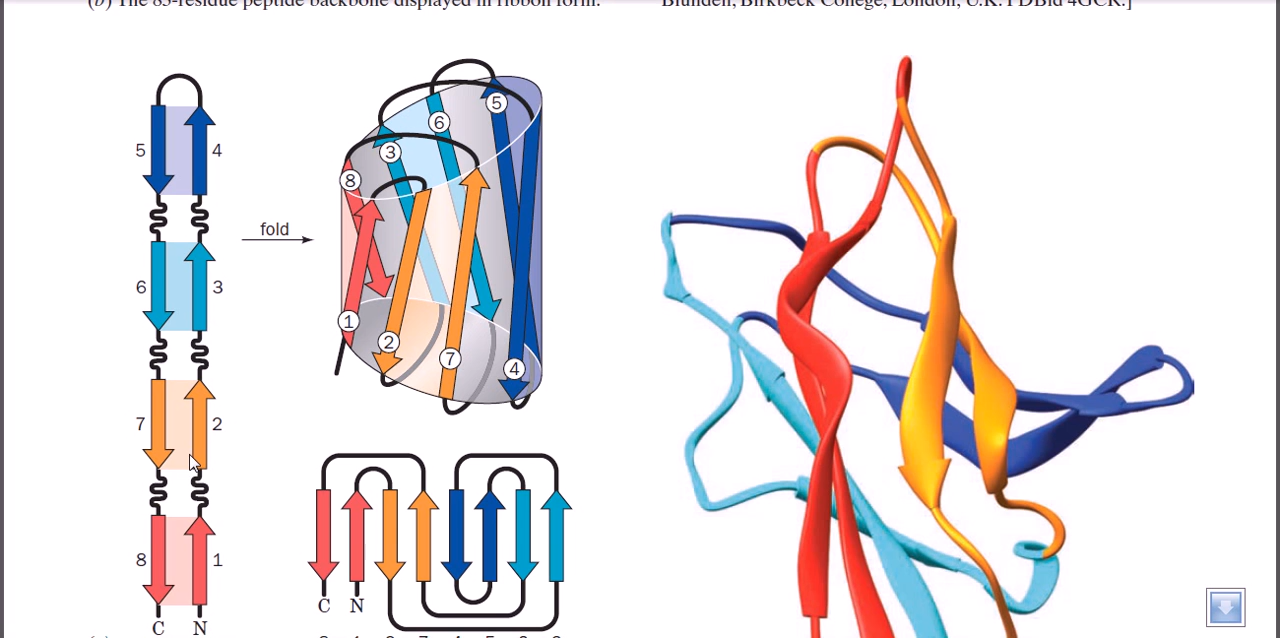 (b) The 83-residue peptide backbone displayed in ribbon form.
Blundell, Birkbeck College, London, U.K. PDBid 4GCR.]
5 4
6 3
7 2
8 1
C N
fold
5
6
3
8
1
2
7
4
C N